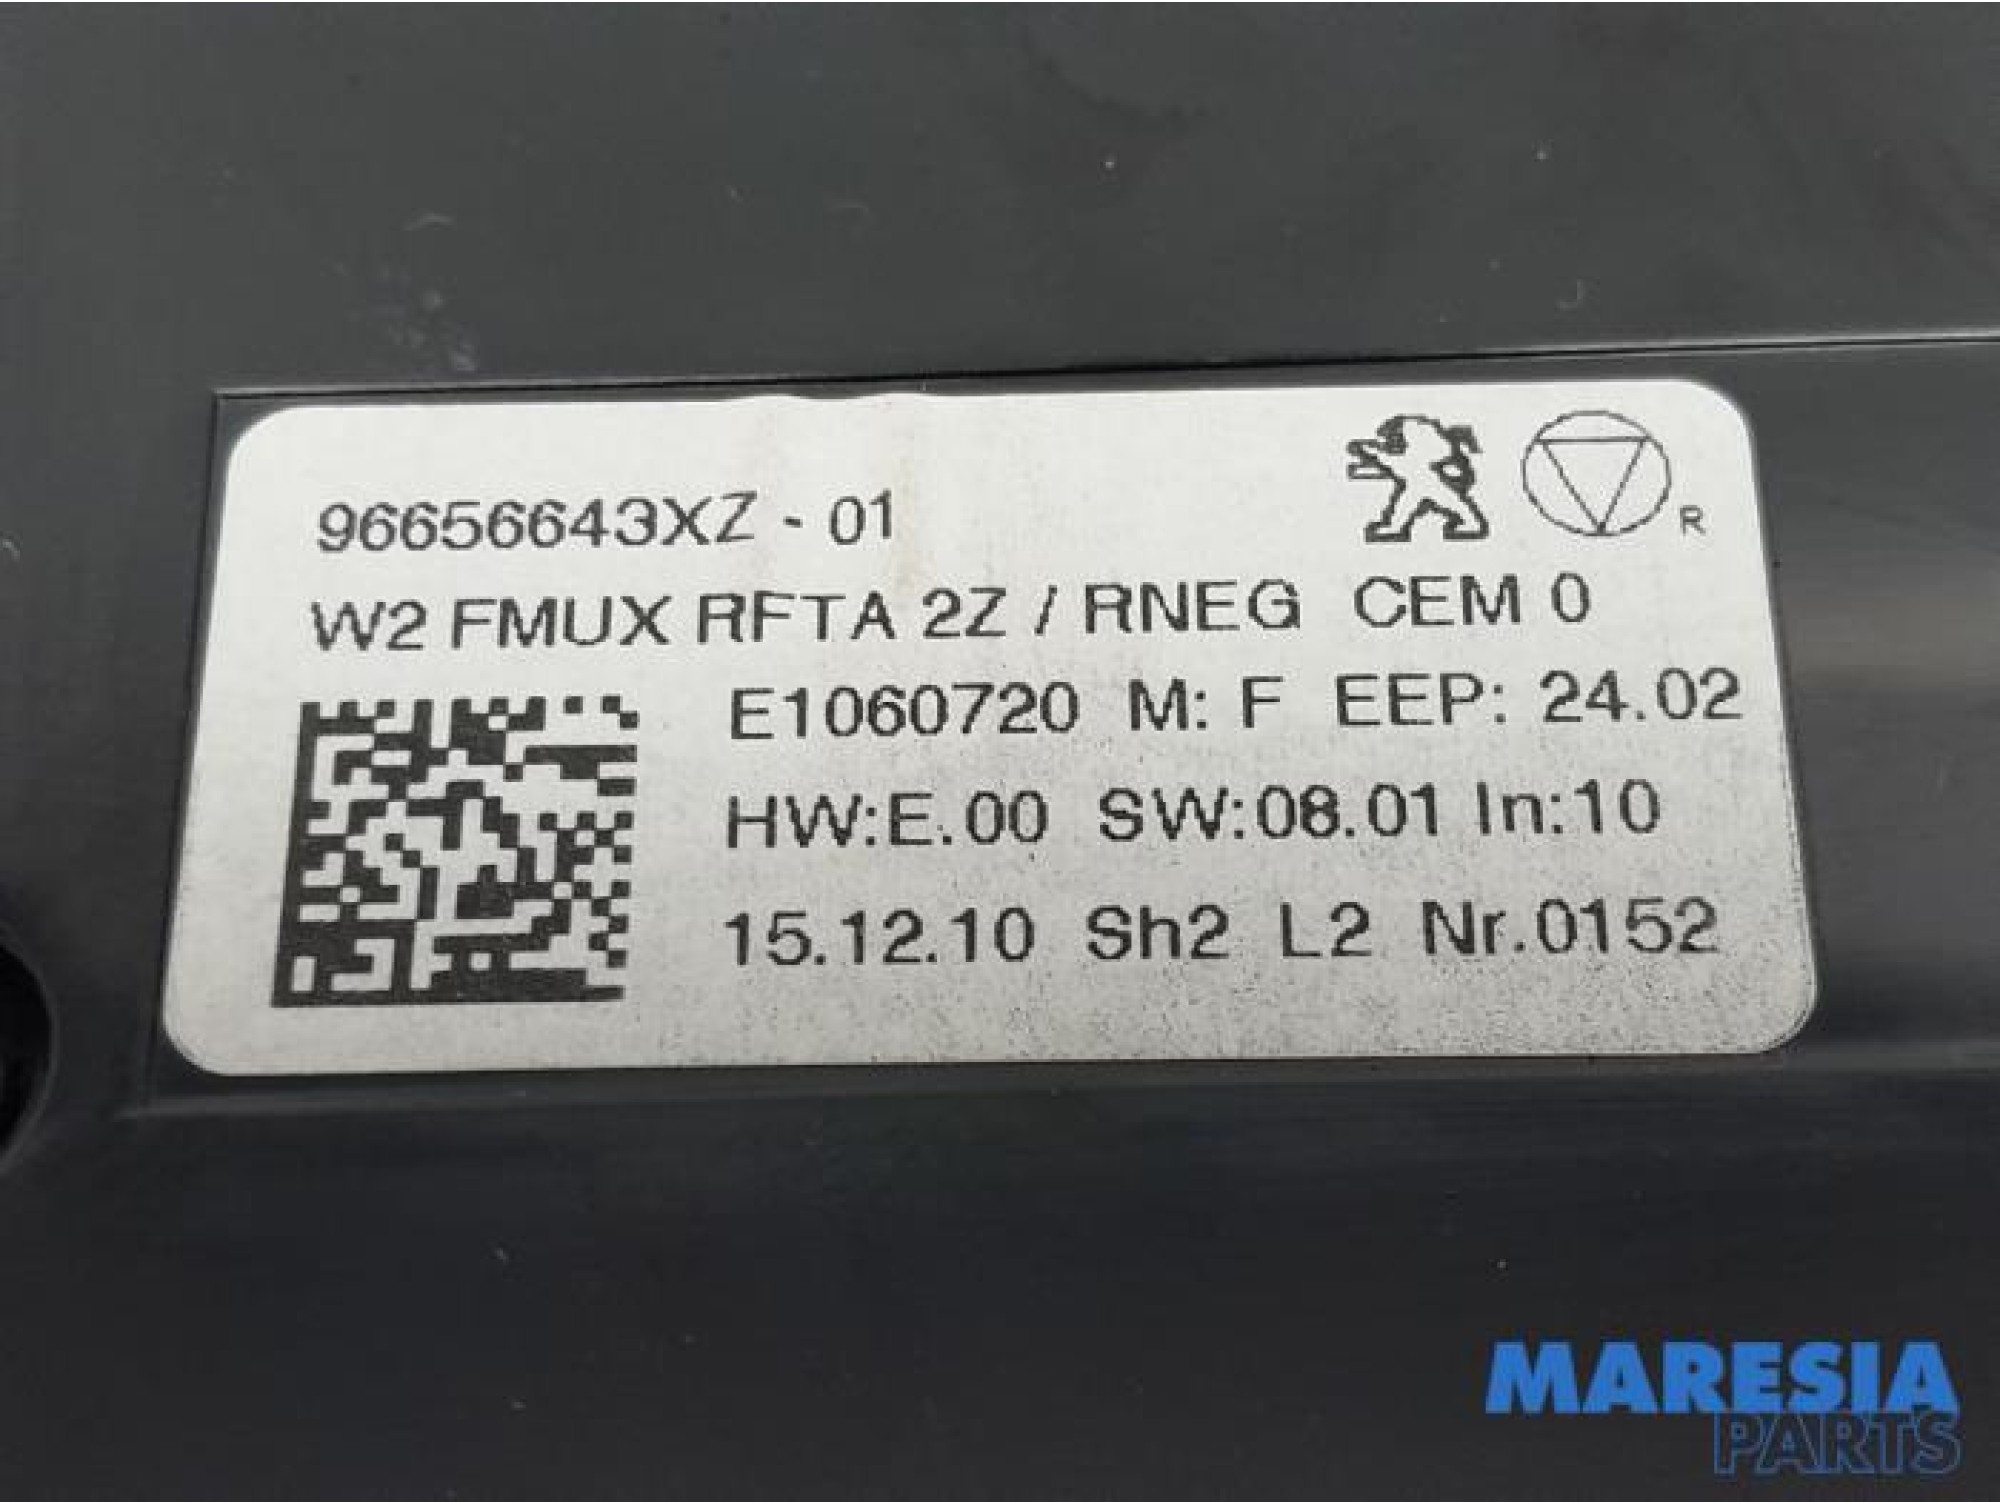 96656643XZ - 01
R
W2 FMUX RFTA 2Z / RNEG CEM 0
E1060720 M: F EEP: 24.02
HW:E.00 SW:08.01 In:10
15.12.10 Sh2 L2 Nr.0152
MARESIA
PARTS